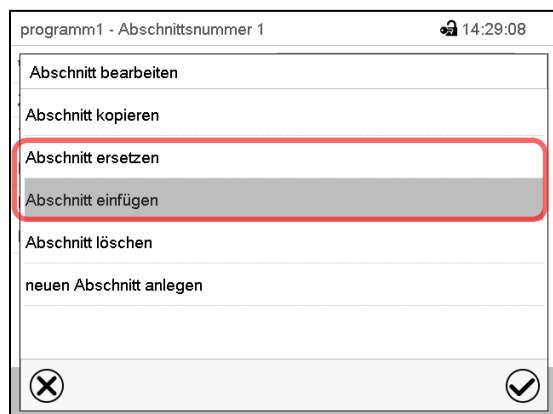 programm1 - Abschnittsnummer 1 14:29:08
Abschnitt bearbeiten
Abschnitt kopieren
Abschnitt ersetzen
Abschnitt einfügen
Abschnitt löschen
neuen Abschnitt anlegen